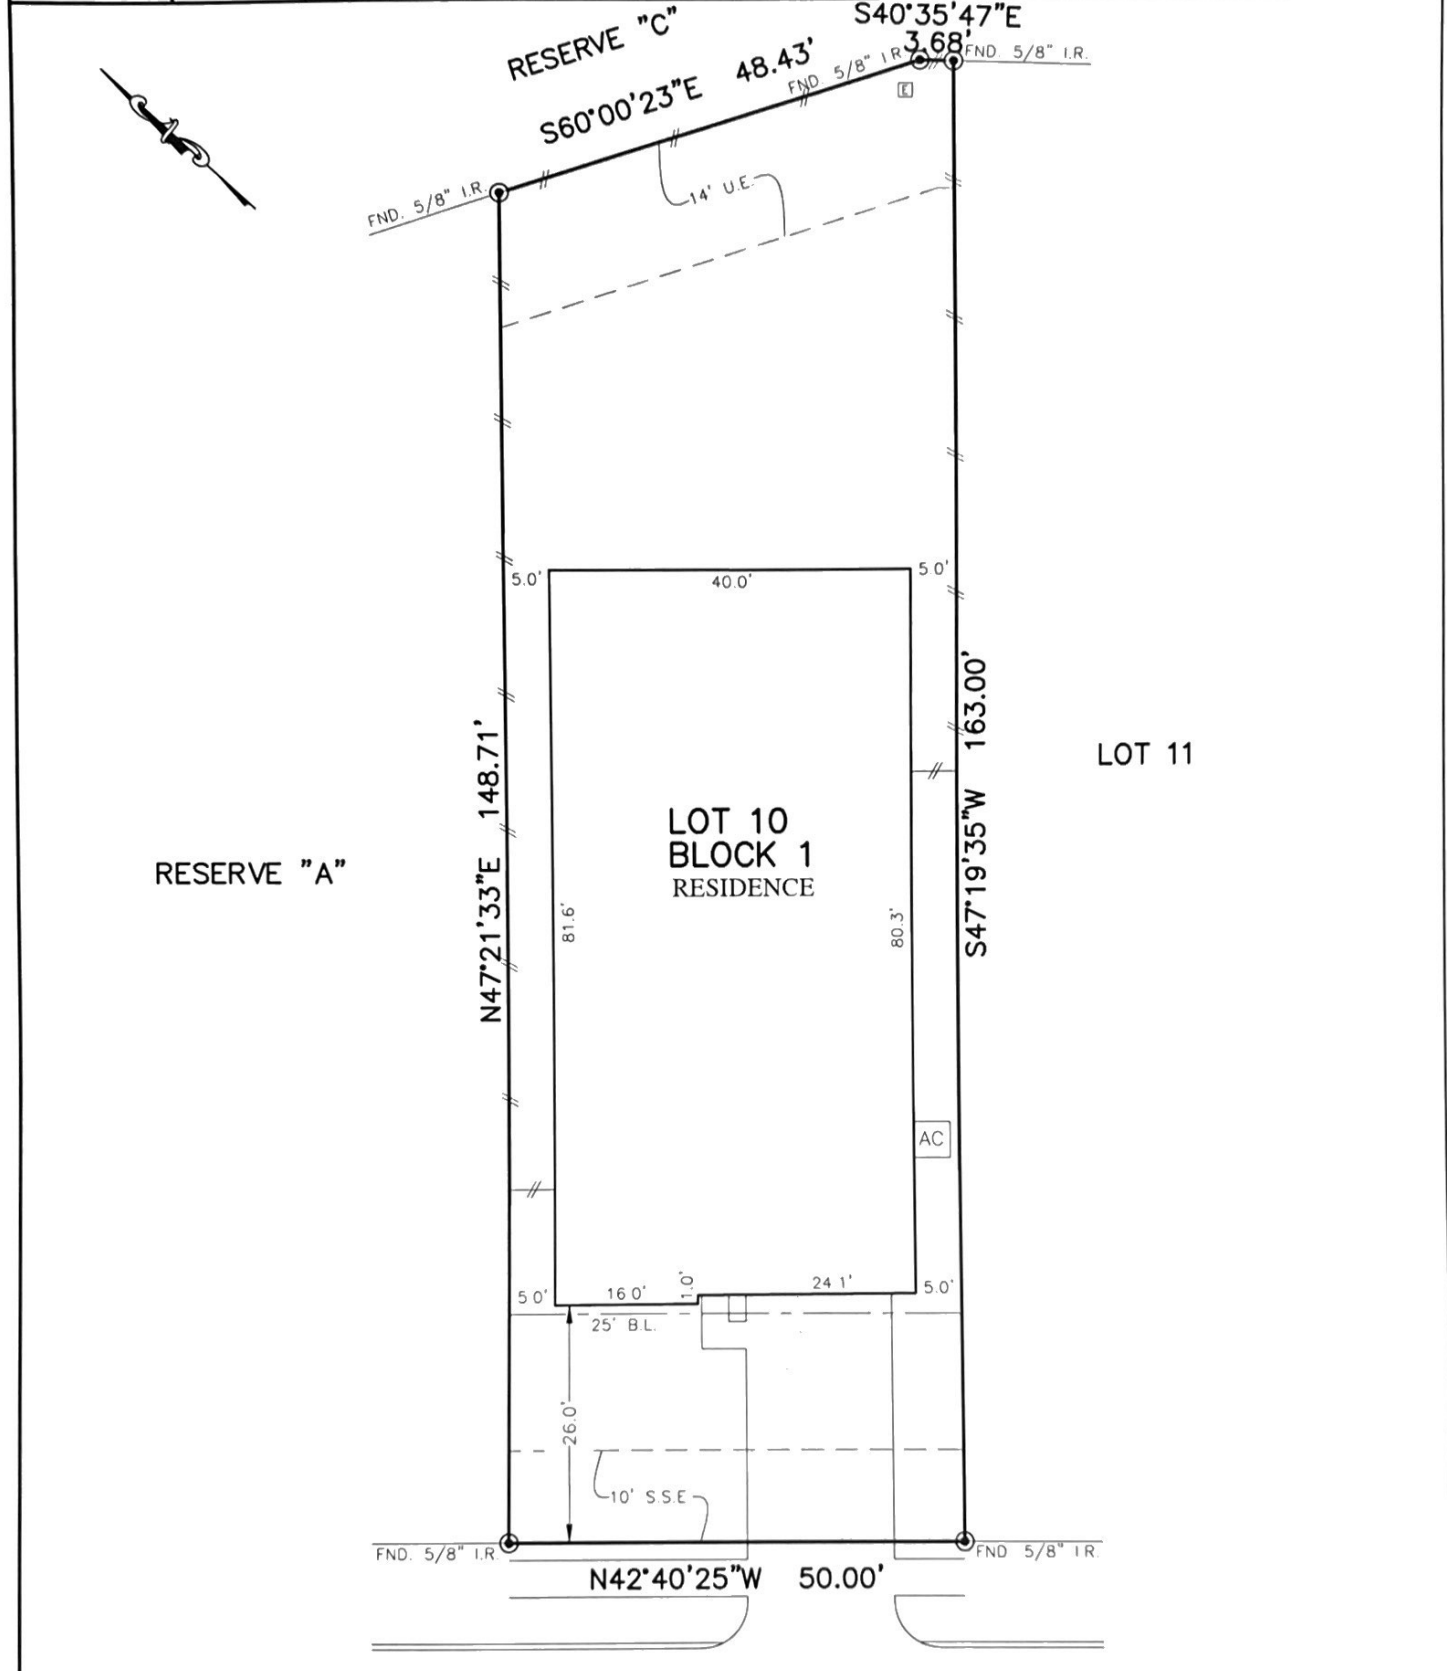 S40°35'47"E
3.68'
RESERVE "C"
S60°00'23"E 48.43'
FND. 5/8" I R
FND. 5/8" I.R.
E
FND. 5/8" I.R.
14' U.E.
5.0'
40.0'
5 0'
N47°21'33"E 148.71'
S47°19'35"W 163.00'
LOT 11
LOT 10
BLOCK 1
RESIDENCE
RESERVE "A"
81.6'
80.3'
AC
5 0'
16 0'
1.0'
24 1'
5.0'
25' B.L.
26.0'
10' S.S.E
FND. 5/8" I.R.
FND 5/8" I R.
N42°40'25"W 50.00'